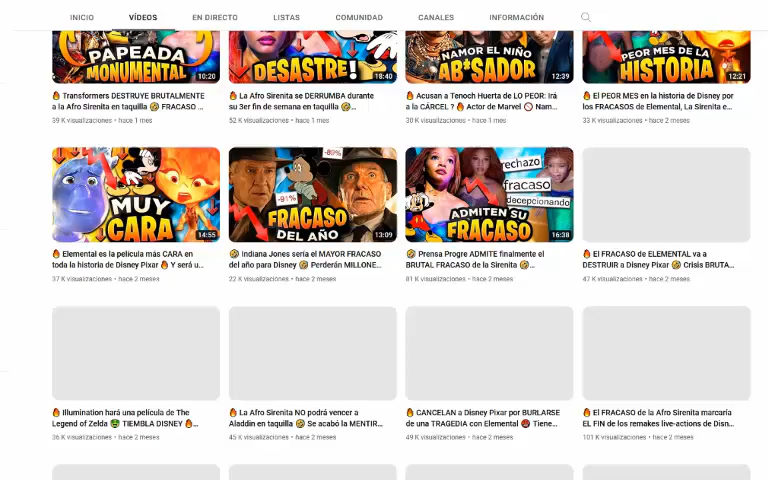 INICIO VÍDEOS EN DIRECTO LISTAS COMUNIDAD CANALES INFORMACIÓN
PAPEADA
MONUMENTAL
10:20
DESASTRE!
18:40
NAMOR EL NIÑO
AB*SADOR
12:39
PEOR MES DE LA
HISTORIA
12:21
🔥 Transformers DESTRUYE BRUTALMENTE
a la Afro Sirenita en taquilla 🤣 FRACASO ...
39 K visualizaciones • hace 1 mes
🔥 La Afro Sirenita se DERRUMBA durante
su 3er fin de semana en taquilla 🤣...
52 K visualizaciones • hace 1 mes
🔥 Acusan a Tenoch Huerta de LO PEOR: Irá
a la CÁRCEL ? 🔥 Actor de Marvel 🚫 Nam...
30 K visualizaciones • hace 1 mes
🔥 El PEOR MES en la historia de Disney por
los FRACASOS de Elemental, La Sirenita e...
33 K visualizaciones • hace 2 meses
MUY
CARA
14:55
-89%
-91%
FRACASO
DEL AÑO
13:09
rechazo
fracaso
decepcionando
ADMITEN SU
FRACASO
16:38
🔥 Elemental es la película más CARA en
toda la historia de Disney Pixar 🔥 Y será u...
37 K visualizaciones • hace 2 meses
🤣 Indiana Jones sería el MAYOR FRACASO
del año para Disney 🤣 Perderán MILLONE...
22 K visualizaciones • hace 2 meses
🤣 Prensa Progre ADMITE finalmente el
BRUTAL FRACASO de la Sirenita 🤣...
81 K visualizaciones • hace 2 meses
🔥 El FRACASO de ELEMENTAL va a
DESTRUIR a Disney Pixar 🤣 Crisis BRUTA...
47 K visualizaciones • hace 2 meses
🔥 Illumination hará una película de The
Legend of Zelda 🤑 TIEMBLA DISNEY 🔥...
36 K visualizaciones • hace 2 meses
🔥 La Afro Sirenita NO podrá vencer a
Aladdin en taquilla 🤣 Se acabó la MENTIR...
45 K visualizaciones • hace 2 meses
🔥 CANCELAN a Disney Pixar por BURLARSE
de una TRAGEDIA con Elemental 🤬 Tiene...
49 K visualizaciones • hace 2 meses
🔥 El FRACASO de la Afro Sirenita marcaría
EL FIN de los remakes live-actions de Disn...
101 K visualizaciones • hace 2 meses